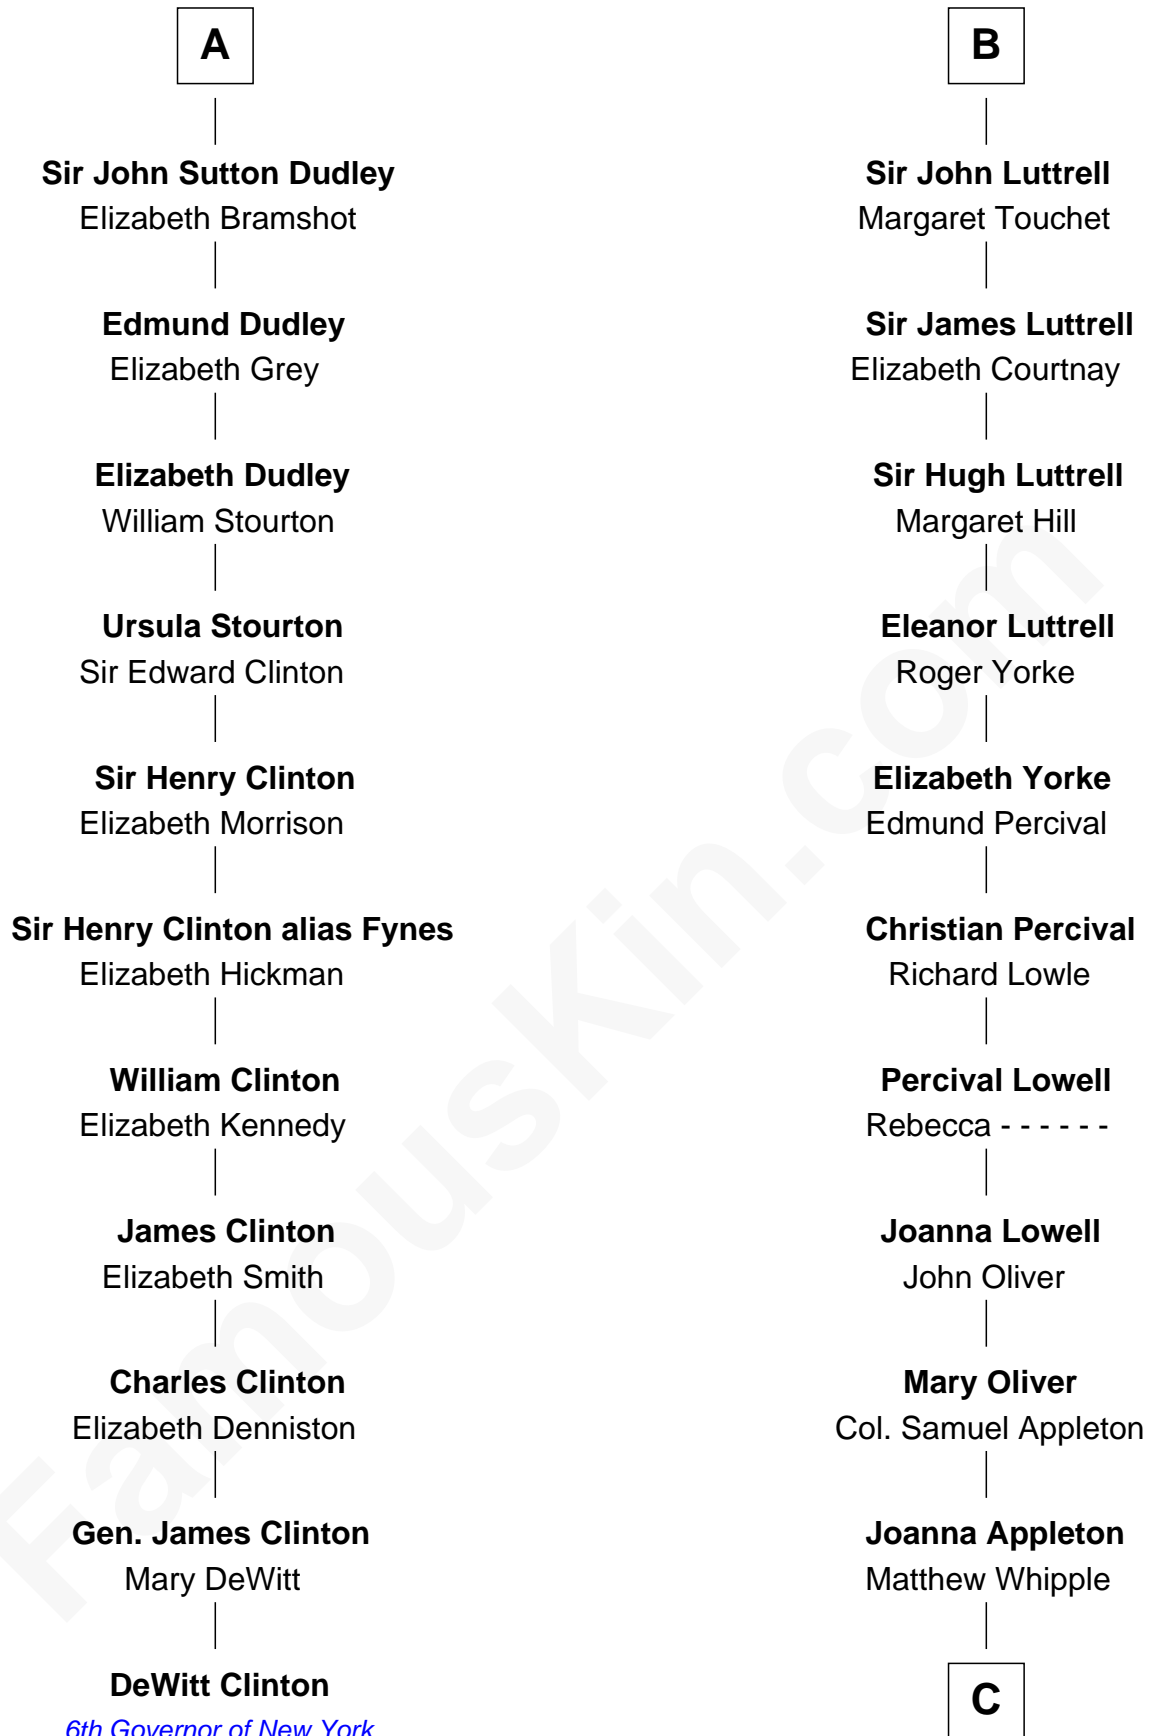 A
Sir John Sutton Dudley
Elizabeth Bramshot
Edmund Dudley
Elizabeth Grey
Elizabeth Dudley
William Stourton
Ursula Stourton
Sir Edward Clinton
Sir Henry Clinton
Elizabeth Morrison
Sir Henry Clinton alias Fynes
Elizabeth Hickman
William Clinton
Elizabeth Kennedy
James Clinton
Elizabeth Smith
Charles Clinton
Elizabeth Denniston
Gen. James Clinton
Mary DeWitt
DeWitt Clinton
6th Governor of New York
B
Sir John Luttrell
Margaret Touchet
Sir James Luttrell
Elizabeth Courtnay
Sir Hugh Luttrell
Margaret Hill
Eleanor Luttrell
Roger Yorke
Elizabeth Yorke
Edmund Percival
Christian Percival
Richard Lowle
Percival Lowell
Rebecca - - - - - -
Joanna Lowell
John Oliver
Mary Oliver
Col. Samuel Appleton
Joanna Appleton
Matthew Whipple
C
FamousKin.com